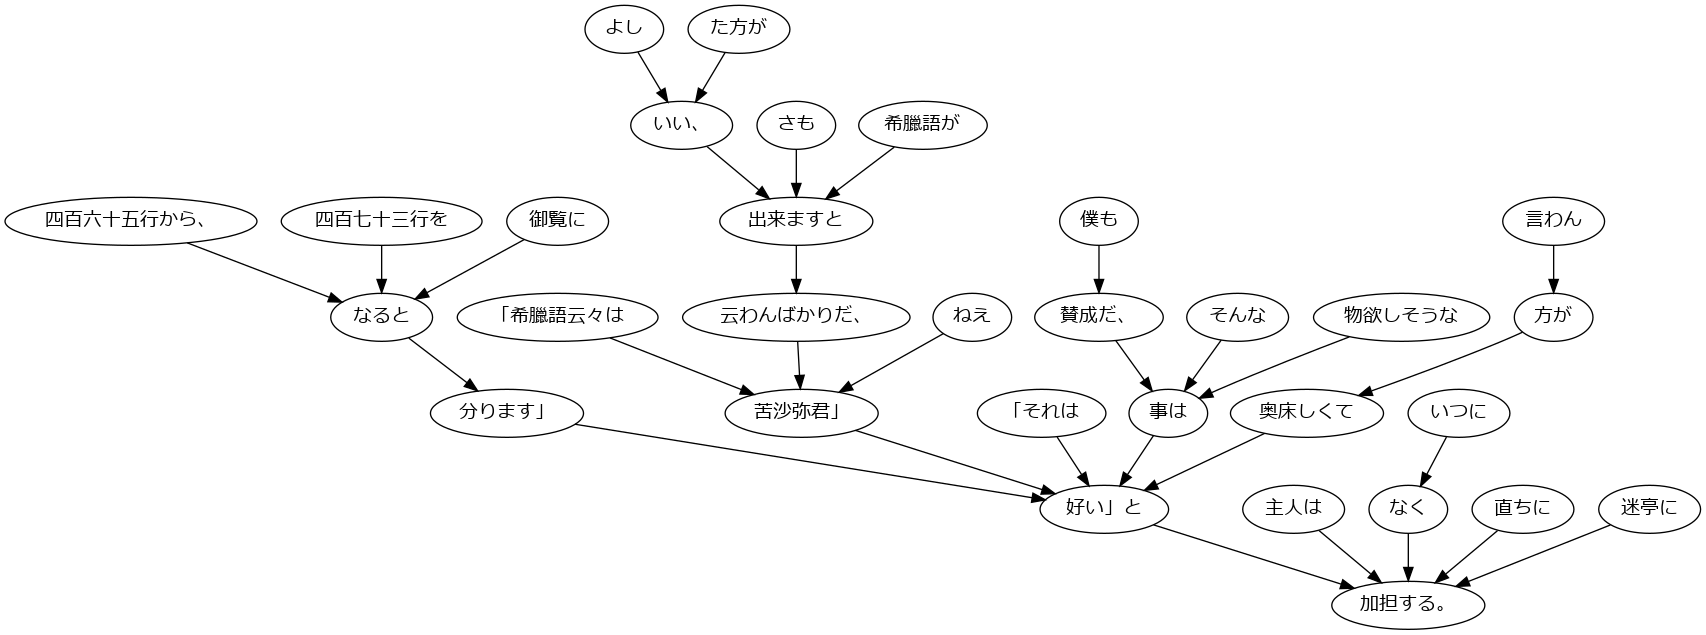 よし
た方が
いい、
さも
希臘語が
四百六十五行から、
四百七十三行を
御覧に
出来ますと
僕も
言わん
なると
「希臘語云々は
云わんばかりだ、
ねえ
賛成だ、
そんな
物欲しそうな
方が
分ります」
苦沙弥君」
「それは
事は
奥床しくて
いつに
好い」と
主人は
なく
直ちに
迷亭に
加担する。